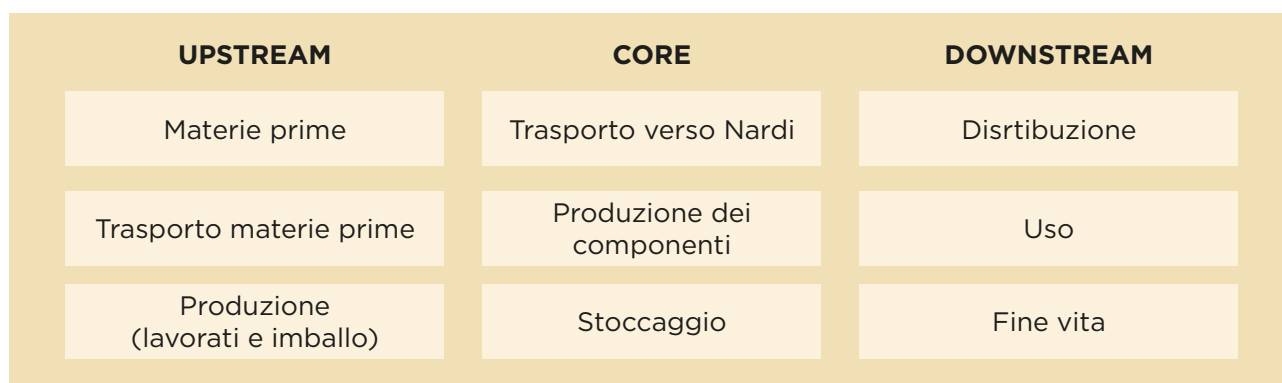 UPSTREAM
CORE
DOWNSTREAM
Materie prime
Trasporto verso Nardi
Disrtibuzione
Trasporto materie prime
Produzione dei
componenti
Uso
Produzione
(lavorati e imballo)
Stoccaggio
Fine vita